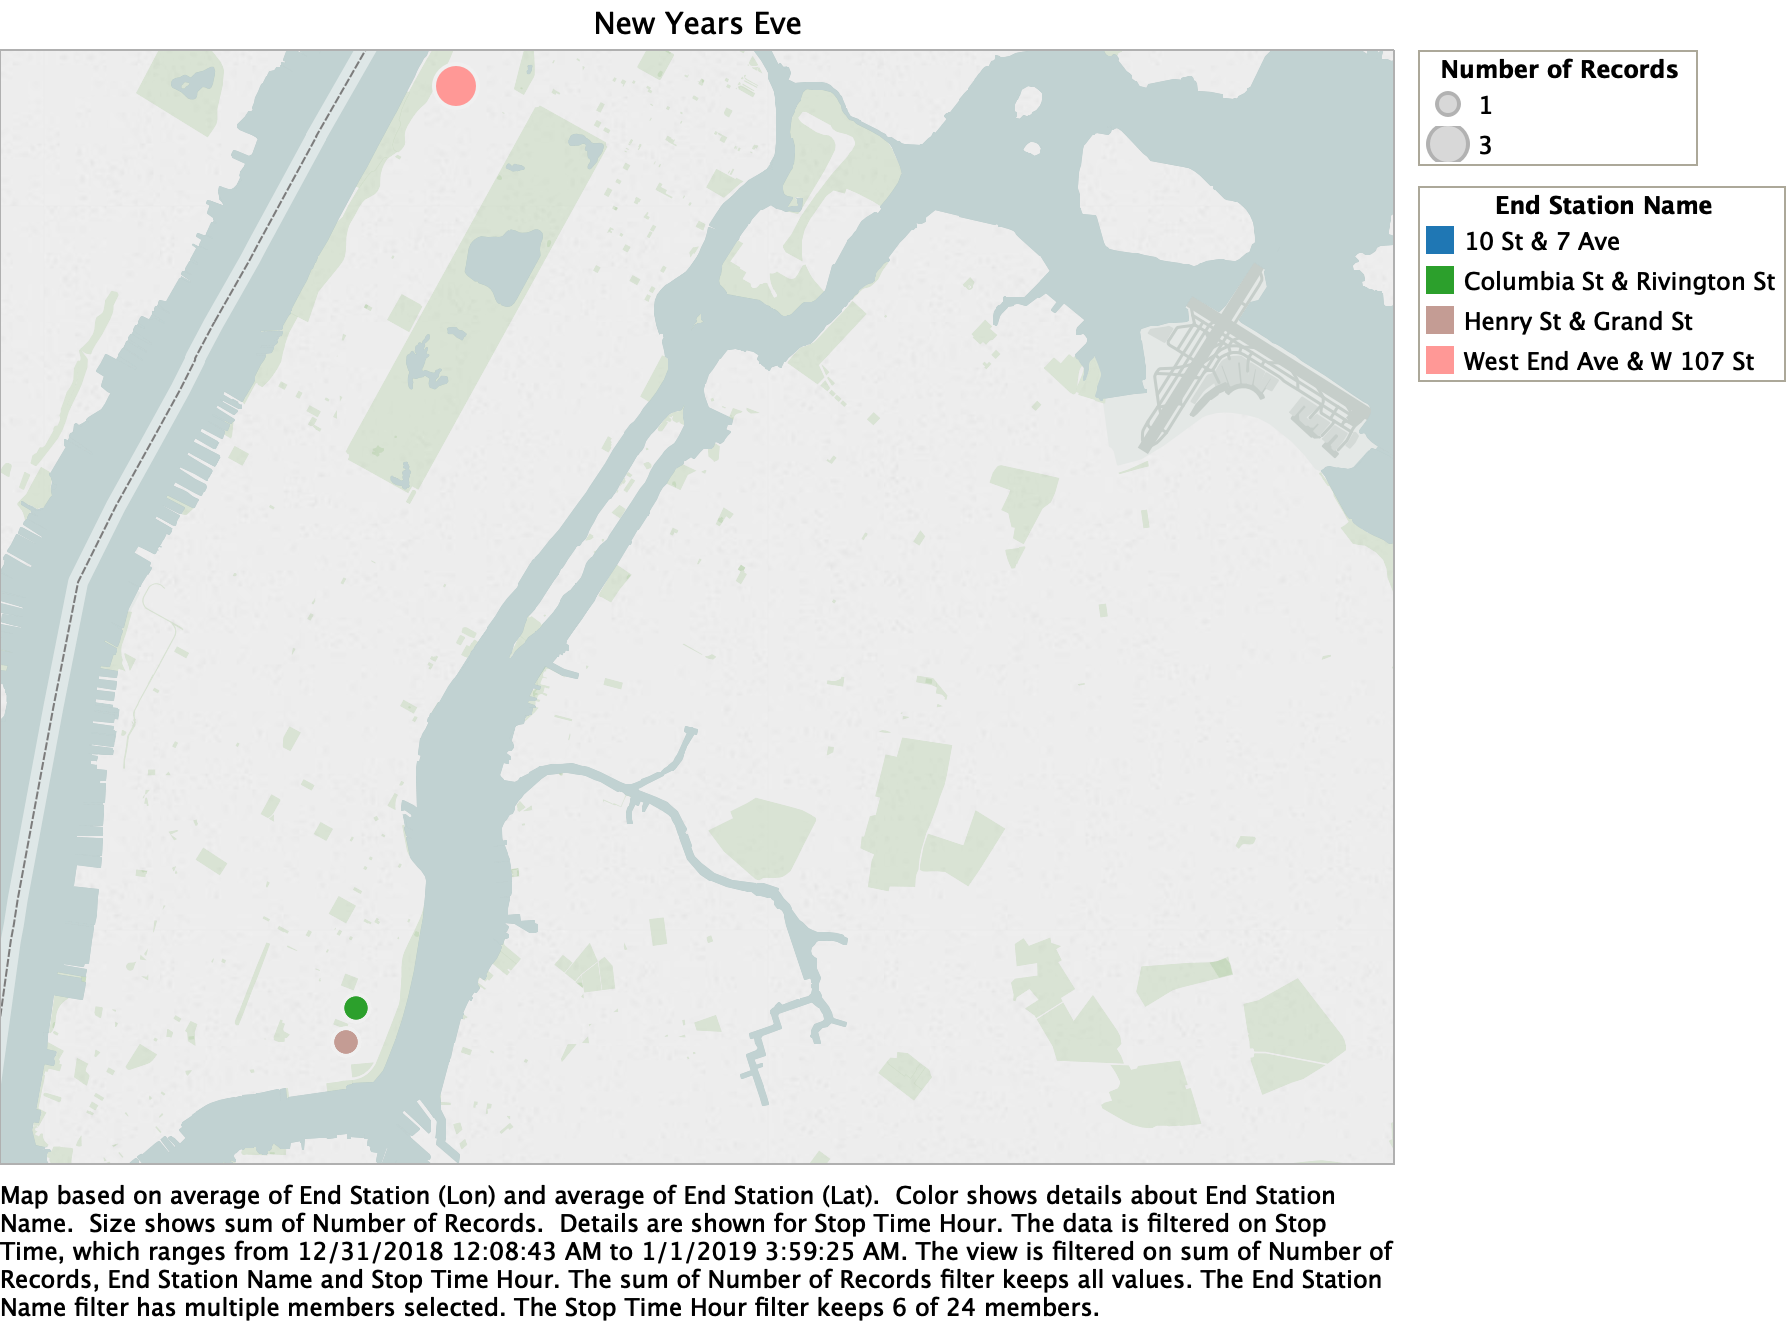 New Years Eve
Number of Records
1
3
End Station Name
10 St & 7 Ave
Columbia St & Rivington St
Henry St & Grand St
West End Ave & W 107 St
Map based on average of End Station (Lon) and average of End Station (Lat).  Color shows details about End Station
Name.  Size shows sum of Number of Records.  Details are shown for Stop Time Hour. The data is filtered on Stop
Time, which ranges from 12/31/2018 12:08:43 AM to 1/1/2019 3:59:25 AM. The view is filtered on sum of Number of
Records, End Station Name and Stop Time Hour. The sum of Number of Records filter keeps all values. The End Station
Name filter has multiple members selected. The Stop Time Hour filter keeps 6 of 24 members.